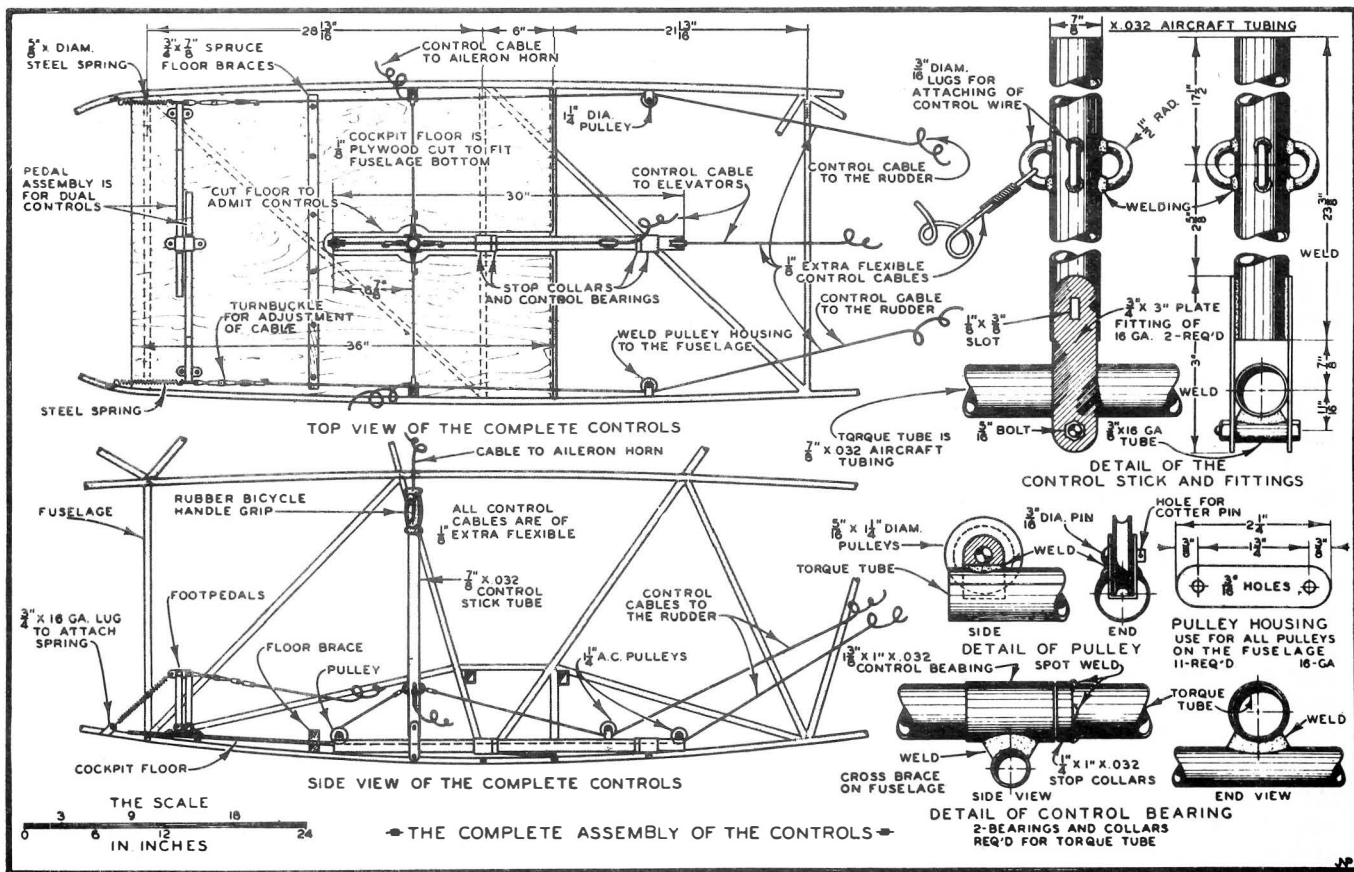 28 13/16"
6"
21 13/16"
5/8" X DIAM.
STEEL SPRING
3/4" X 7/8" SPRUCE
FLOOR BRACES
CONTROL CABLE
TO AILERON HORN
1 1/4" DIA.
PULLEY
COCKPIT FLOOR IS
1/8" PLYWOOD CUT TO FIT
FUSELAGE BOTTOM
CONTROL CABLE
TO THE RUDDER
PEDAL
ASSEMBLY IS
FOR DUAL
CONTROLS
CUT FLOOR TO
ADMIT CONTROLS
30"
CONTROL CABLE
TO ELEVATORS
1/8" EXTRA FLEXIBLE
CONTROL CABLES
6 7/8"
STOP COLLARS
AND CONTROL BEARINGS
CONTROL CABLE
TO THE RUDDER
TURNBUCKLE
FOR ADJUSTMENT
OF CABLE
WELD PULLEY HOUSING
TO THE FUSELAGE
36"
STEEL SPRING
TOP VIEW OF THE COMPLETE CONTROLS
7/8" X .032 AIRCRAFT TUBING
3/16" DIAM.
LUGS FOR
ATTACHING OF
CONTROL WIRE
17 1/2"
1/2" RAD.
WELDING
23 3/8"
WELD
1/8" X 3/8"
SLOT
3/4" X 3" PLATE
FITTING OF
16 GA. 2-REQ'D
3"
7/8"
11/16"
WELD
5/16" BOLT
3/8" X 16 GA
TUBE
TORQUE TUBE IS
7/8" X .032 AIRCRAFT
TUBING
DETAIL OF THE
CONTROL STICK AND FITTINGS
CABLE TO AILERON HORN
FUSELAGE
RUBBER BICYCLE
HANDLE GRIP
ALL CONTROL
CABLES ARE OF
1/8" EXTRA FLEXIBLE
7/8" X .032
CONTROL
STICK TUBE
3/4" X 16 GA. LUG
TO ATTACH
SPRING
FOOTPEDALS
FLOOR BRACE
PULLEY
1 1/4" A.C. PULLEYS
CONTROL
CABLES TO
THE RUDDER
COCKPIT FLOOR
SIDE VIEW OF THE COMPLETE CONTROLS
5/16" X 1 1/4" DIAM.
PULLEYS
TORQUE TUBE
WELD
3/16" DIA. PIN
HOLE FOR
COTTER PIN
SIDE
END
DETAIL OF PULLEY
2 1/4"
3/8"
1 3/4"
3/8"
3/16" HOLES
PULLEY HOUSING
USE FOR ALL PULLEYS
ON THE FUSELAGE
11-REQ'D 16-GA
1 3/8" X 1" X .032
CONTROL BEARING
SPOT WELD
TORQUE
TUBE
WELD
WELD
CROSS BRACE
ON FUSELAGE
1 1/4" X 1" X .032
STOP COLLARS
SIDE VIEW
END VIEW
DETAIL OF CONTROL BEARING
2-BEARINGS AND COLLARS
REQ'D FOR TORQUE TUBE
THE SCALE
0 3 6 9 12 18 24
IN INCHES
THE COMPLETE ASSEMBLY OF THE CONTROLS